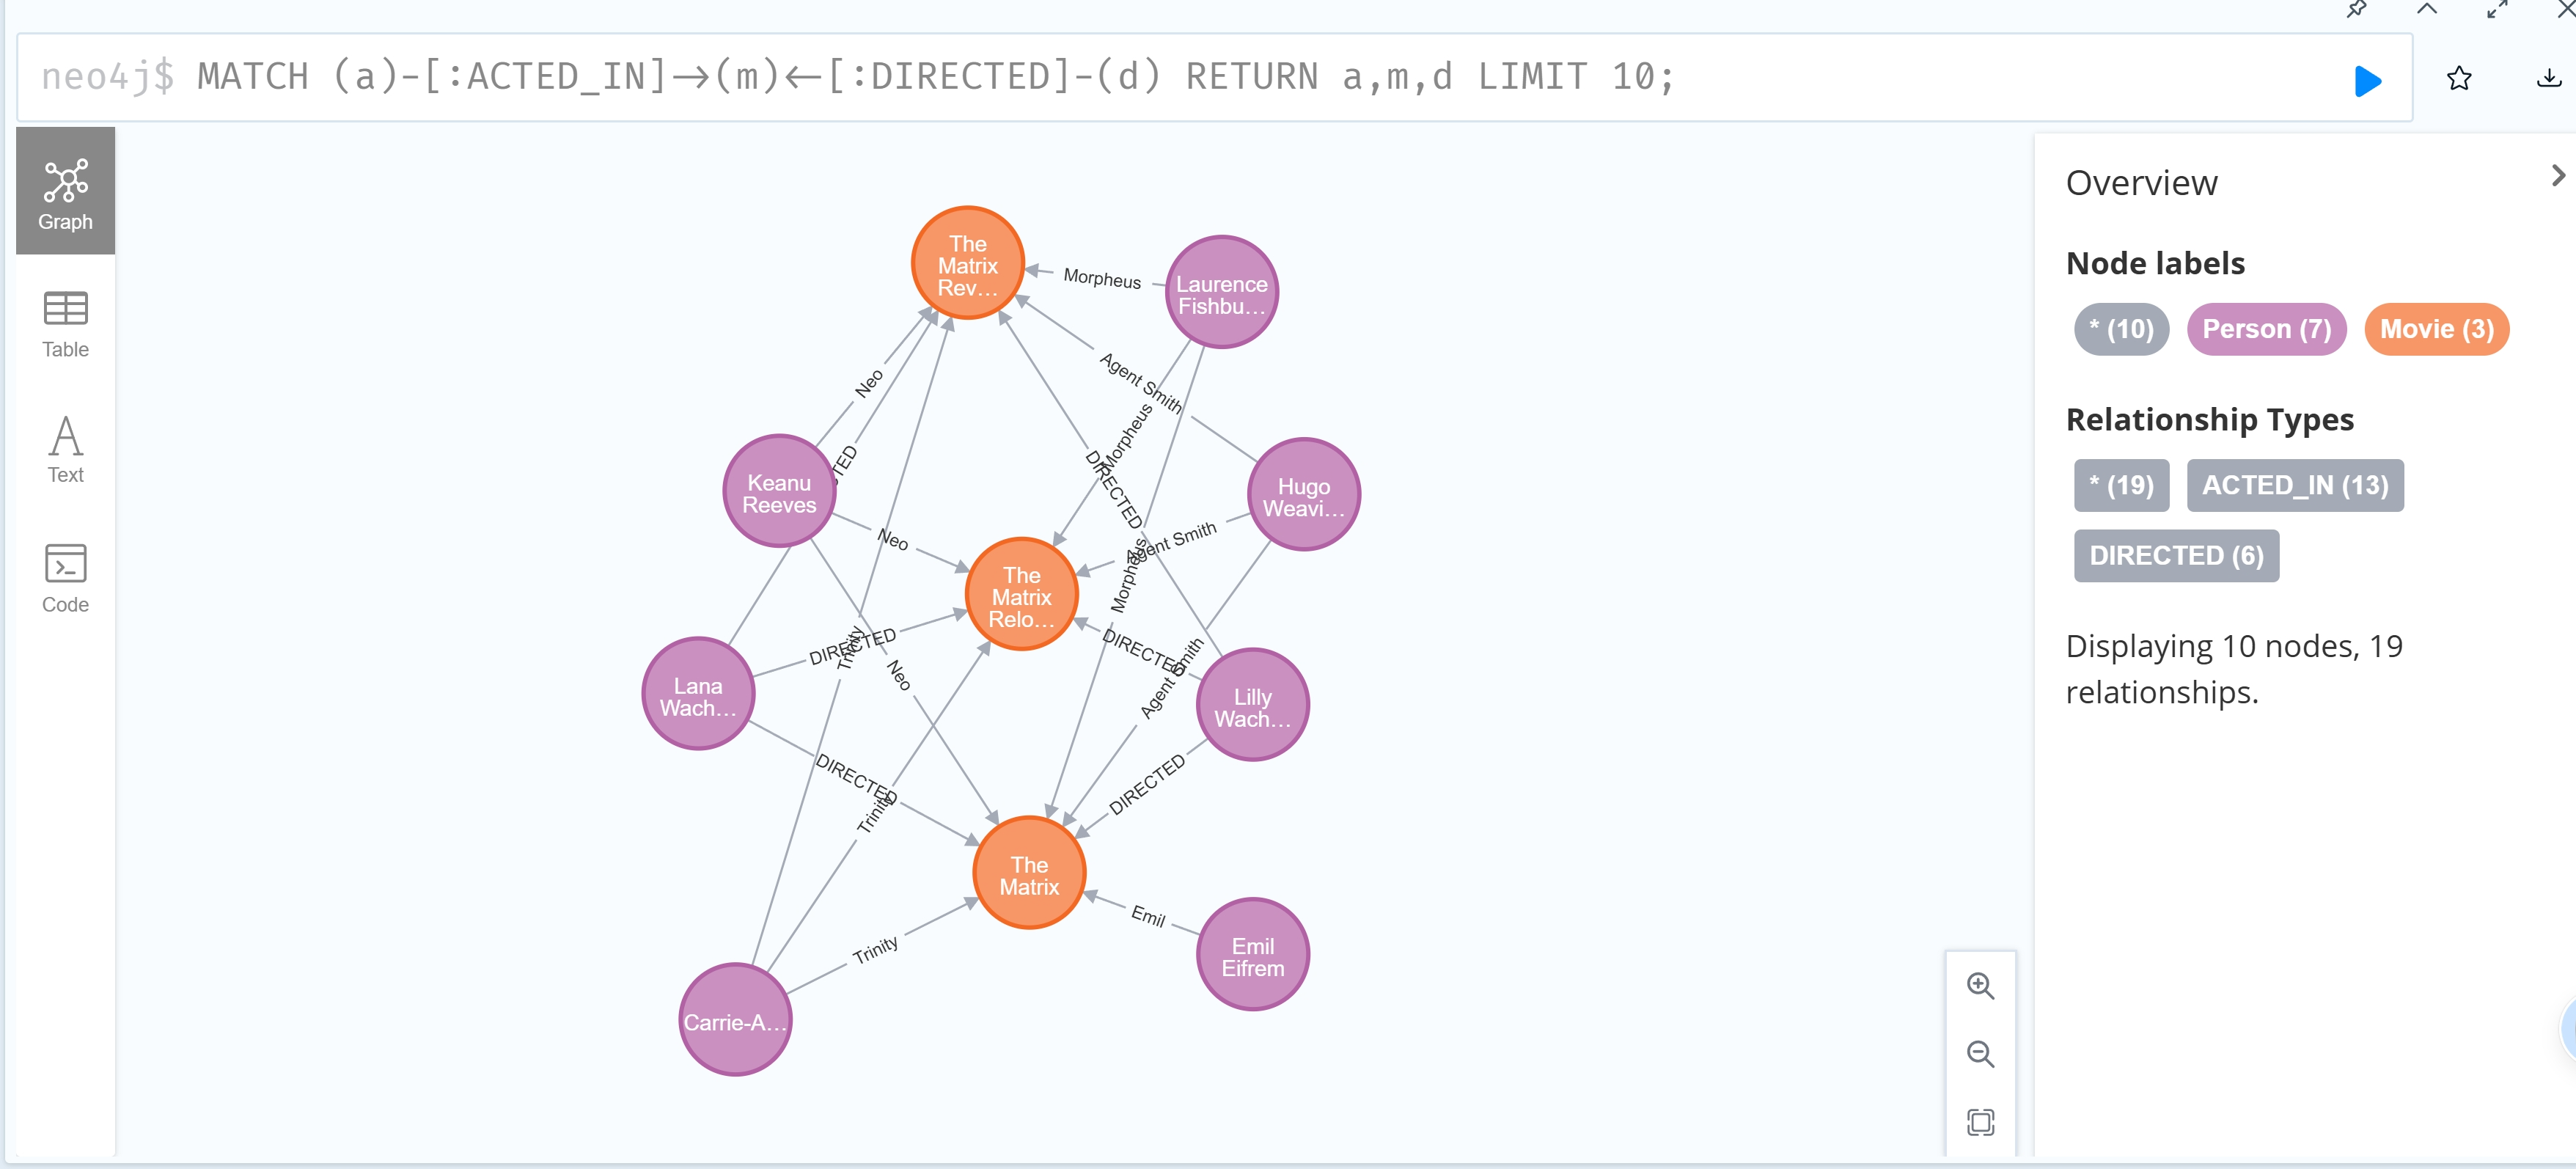 neo4j$ MATCH (a)-[:ACTED_IN]→(m)←[:DIRECTED]-(d) RETURN a,m,d LIMIT 10;
Graph
Table
Text
Code
The
Matrix
Rev…
Morpheus
Laurence
Fishbu…
Neo
Agent Smith
TED
Morpheus
DIRECTED
Keanu
Reeves
Hugo
Weavi…
Neo
Agent Smith
Morpheus
The
Matrix
Relo…
DIRECTED
Trinity
DIRECTED
Neo
Agent Smith
Lana
Wach…
Lilly
Wach…
DIRECTED
Trinity
DIRECTED
The
Matrix
Emil
Trinity
Emil
Eifrem
Carrie-A…
Overview
Node labels
* (10) Person (7) Movie (3)
Relationship Types
* (19) ACTED_IN (13)
DIRECTED (6)
Displaying 10 nodes, 19
relationships.